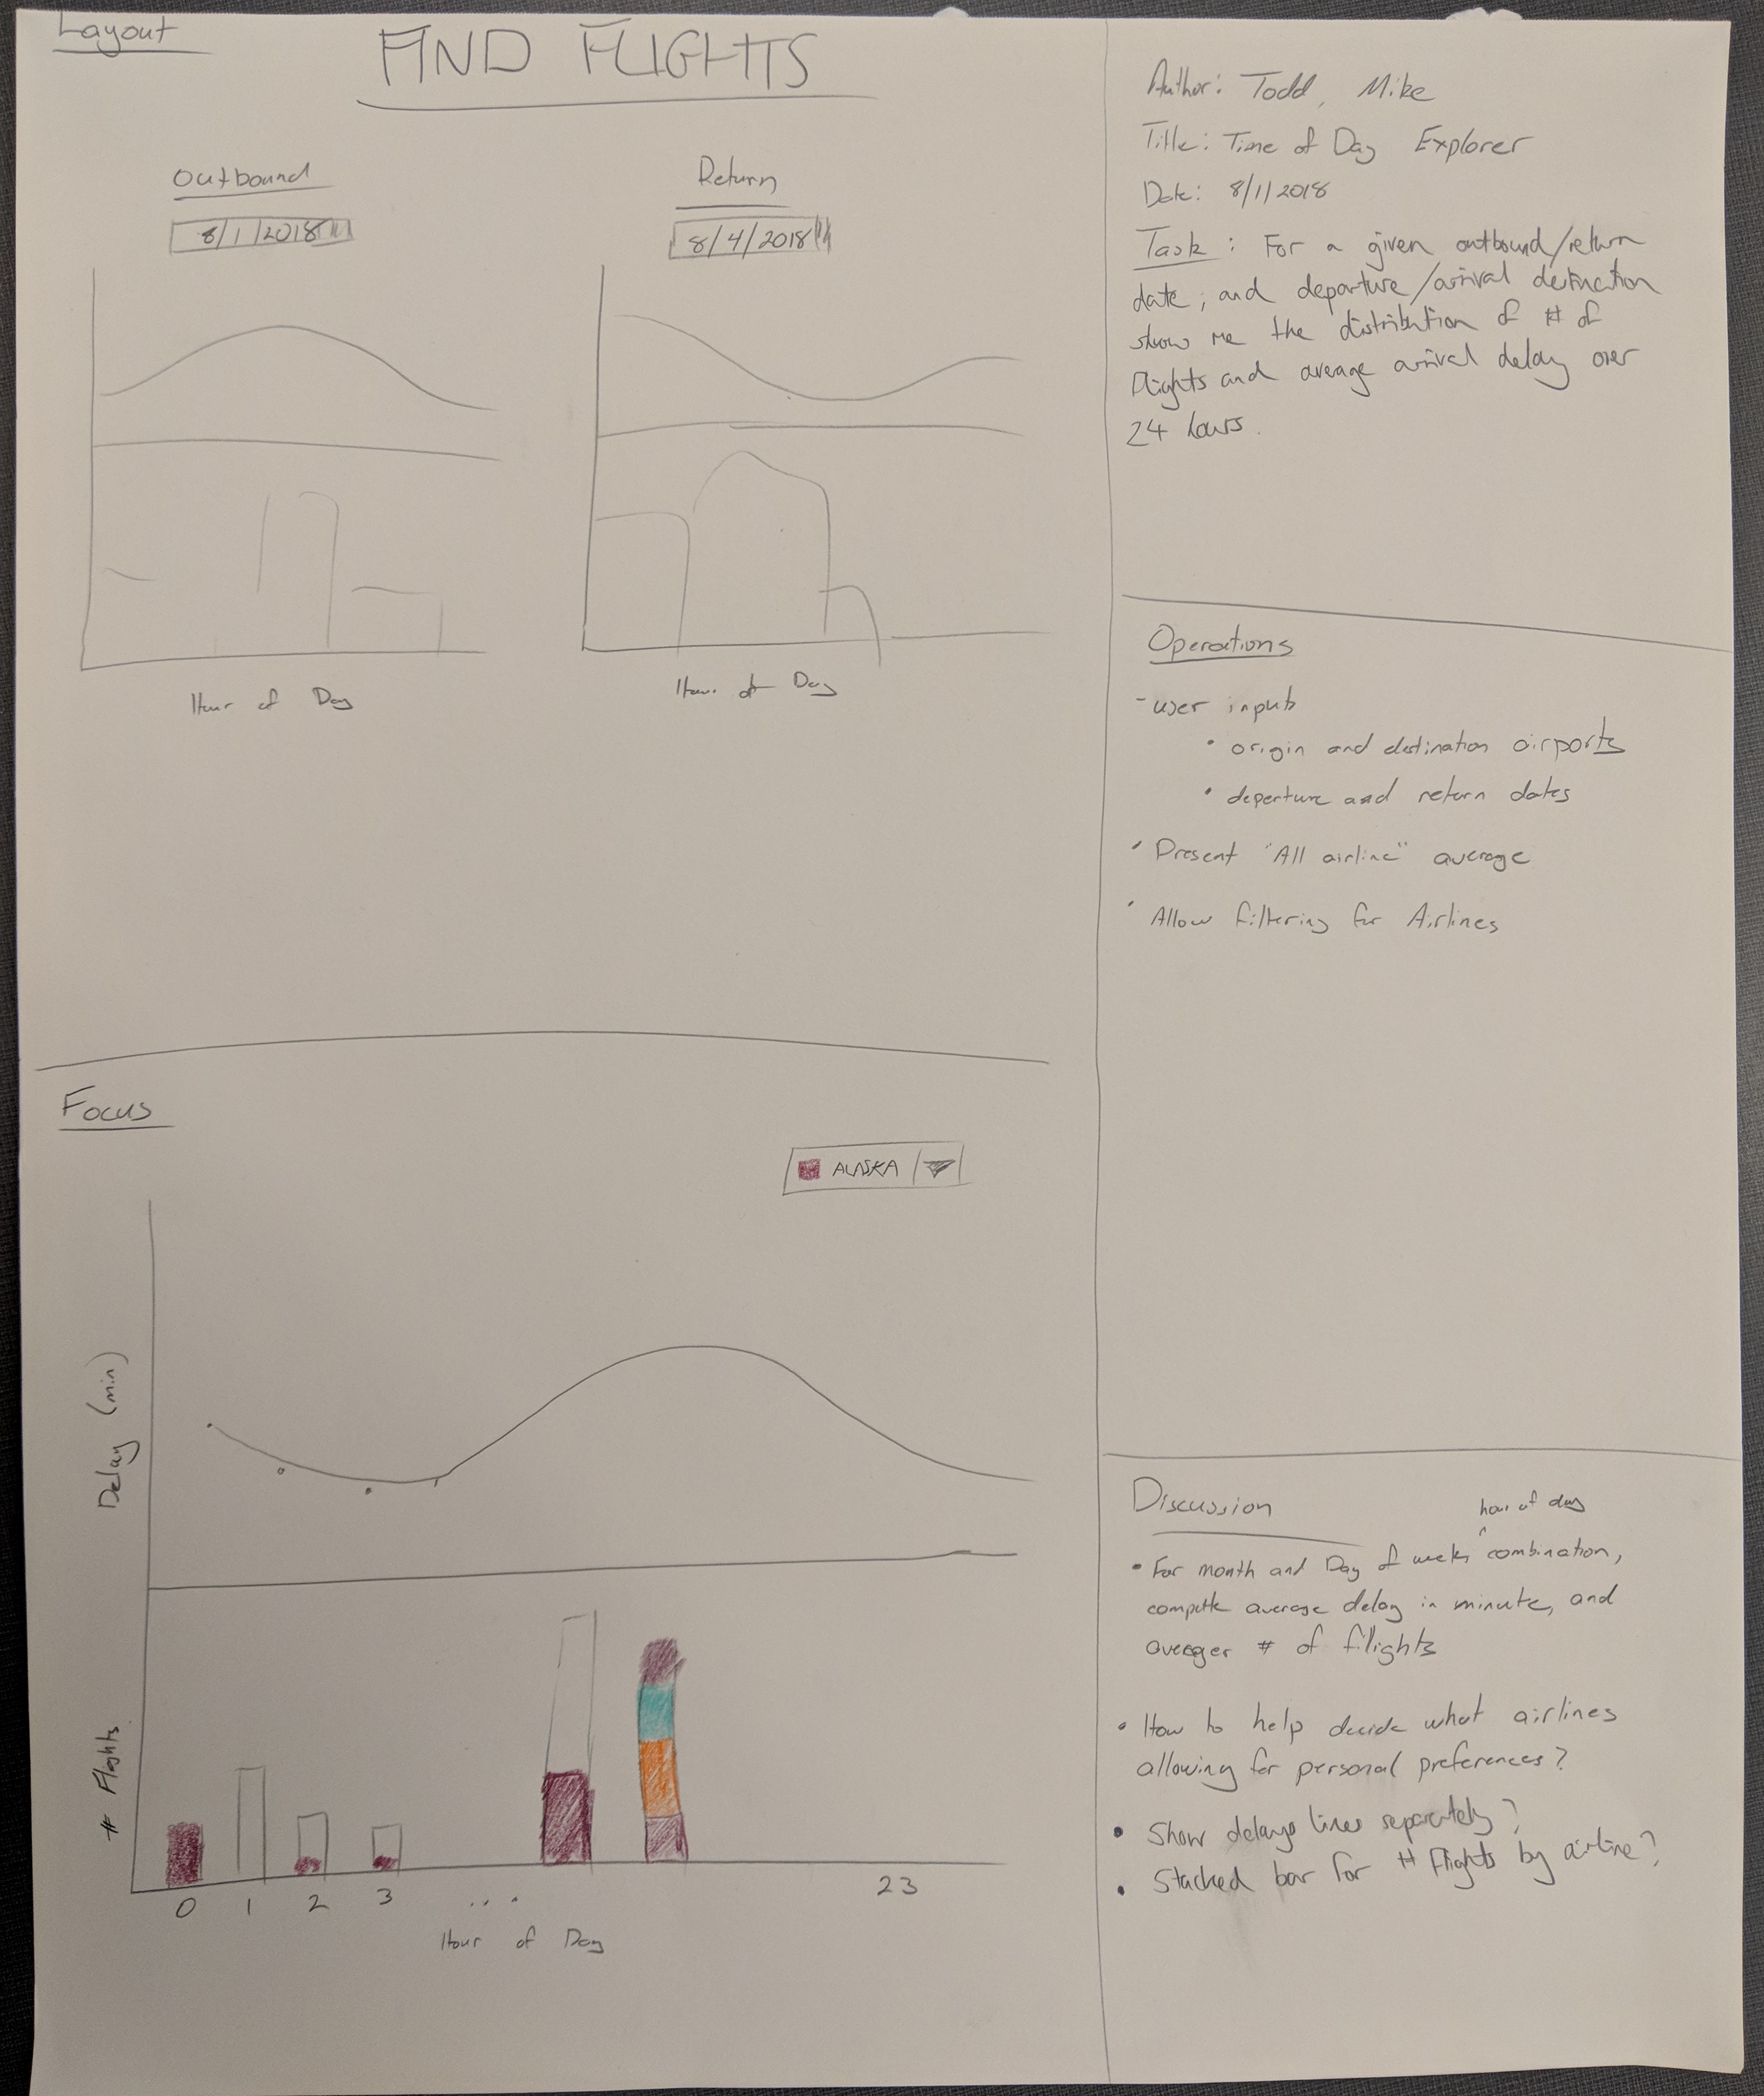 Layout
FIND FLIGHTS
Outbound
8/1/2018
Return
8/4/2018
Hour of Day
Hour of Day
Focus
ALASKA
Delay (min)
# Flights
0 1 2 3 ... 23
Hour of Day
Author: Todd, Mike
Title: Time of Day Explorer
Date: 8/1/2018
Task: For a given outbound/return
date, and departure/arrival destination
show me the distribution of # of
flights and average arrival delay over
24 hours.
Operations
- user inputs
• origin and destination airports
• departure and return dates
• Present "All airline" average
• Allow filtering for Airlines
Discussion
hour of day
• For month and Day of week, ^ combination,
compute average delay in minute, and
averager # of flights
• How to help decide what airlines
allowing for personal preferences?
• Show delays lines separately?
• Stacked bar for # flights by airline?